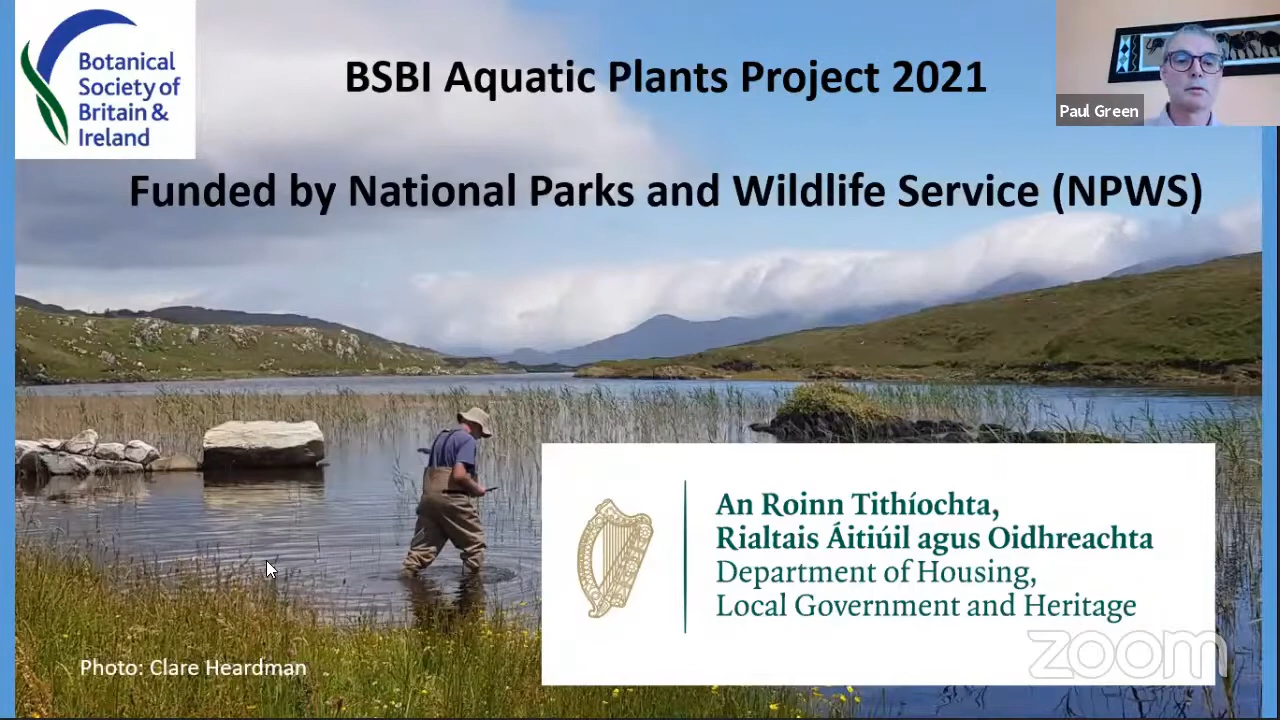 Botanical
Society of
Britain &
Ireland
BSBI Aquatic Plants Project 2021
Paul Green
Funded by National Parks and Wildlife Service (NPWS)
An Roinn Tithíochta,
Rialtais Áitiúil agus Oidhreachta
Department of Housing,
Local Government and Heritage
zoom
Photo: Clare Heardman